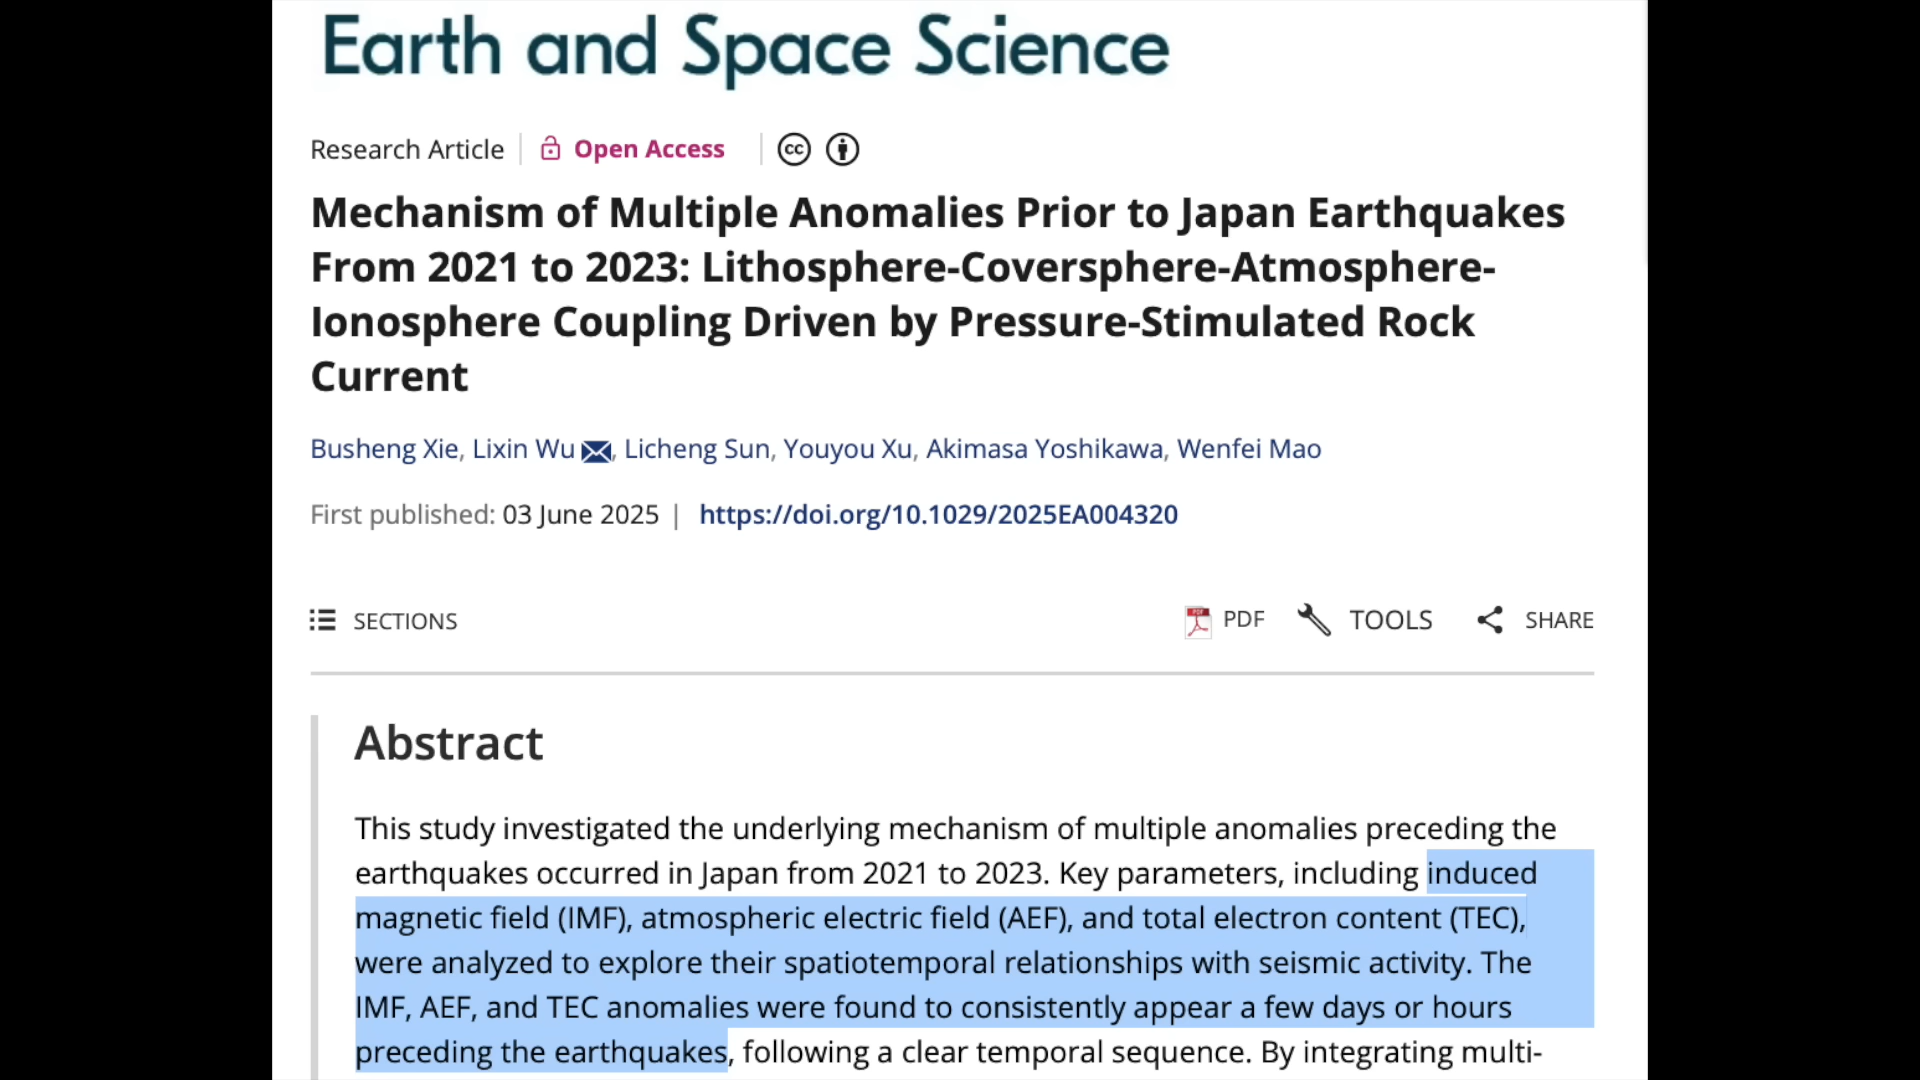 Earth and Space Science
Research Article | Open Access | cc
Mechanism of Multiple Anomalies Prior to Japan Earthquakes
From 2021 to 2023: Lithosphere-Coversphere-Atmosphere-
Ionosphere Coupling Driven by Pressure-Stimulated Rock
Current
Busheng Xie, Lixin Wu, Licheng Sun, Youyou Xu, Akimasa Yoshikawa, Wenfei Mao
First published: 03 June 2025 | https://doi.org/10.1029/2025EA004320
SECTIONS PDF TOOLS SHARE
Abstract
This study investigated the underlying mechanism of multiple anomalies preceding the
earthquakes occurred in Japan from 2021 to 2023. Key parameters, including induced
magnetic field (IMF), atmospheric electric field (AEF), and total electron content (TEC),
were analyzed to explore their spatiotemporal relationships with seismic activity. The
IMF, AEF, and TEC anomalies were found to consistently appear a few days or hours
preceding the earthquakes, following a clear temporal sequence. By integrating multi-